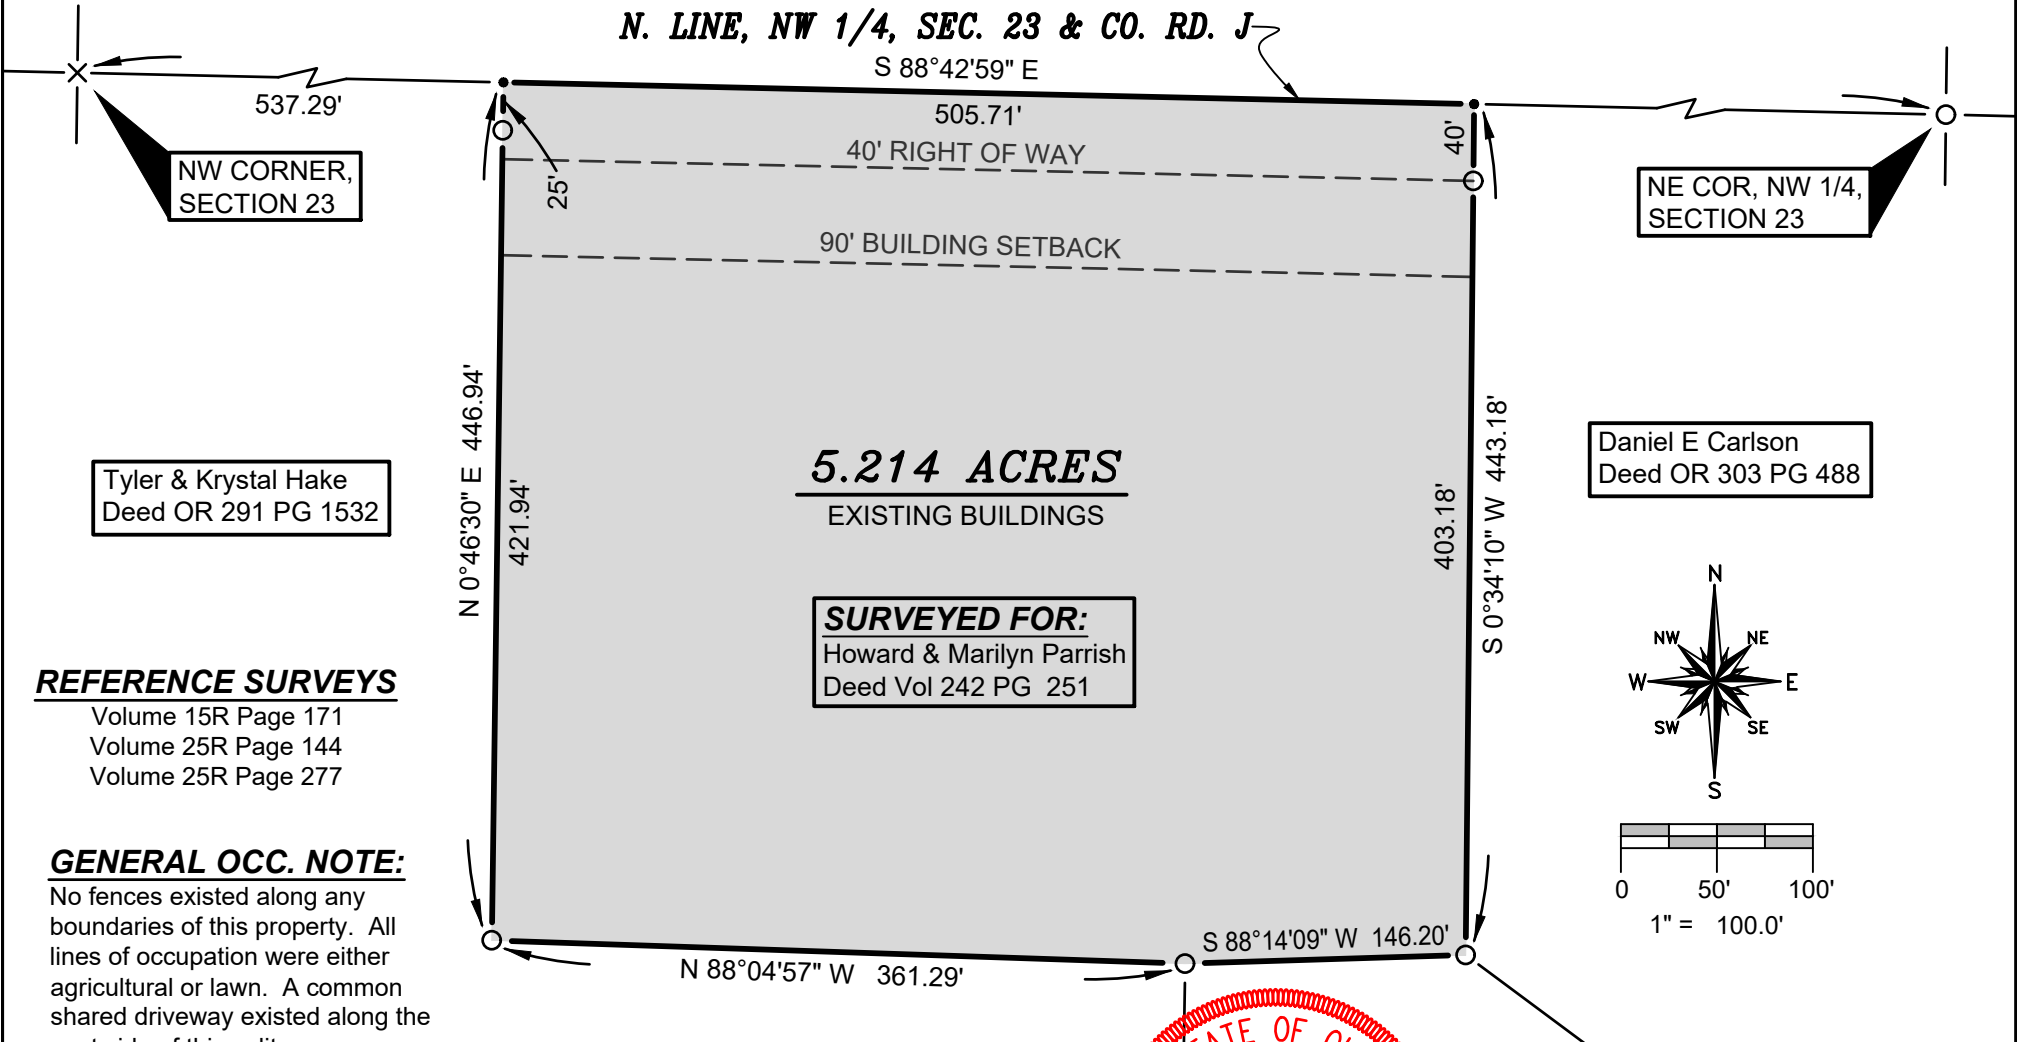 N. LINE, NW 1/4, SEC. 23 & CO. RD. J
S 88°42'59" E
537.29'
505.71'
40'
40' RIGHT OF WAY
25'
NW CORNER,
SECTION 23
NE COR, NW 1/4,
SECTION 23
90' BUILDING SETBACK
N 0°46'30" E 446.94'
421.94'
403.18'
S 0°34'10" W 443.18'
Tyler & Krystal Hake
Deed OR 291 PG 1532
5.214 ACRES
EXISTING BUILDINGS
Daniel E Carlson
Deed OR 303 PG 488
SURVEYED FOR:
Howard & Marilyn Parrish
Deed Vol 242 PG 251
N
NW
NE
W
E
SW
SE
S
REFERENCE SURVEYS
Volume 15R Page 171
Volume 25R Page 144
Volume 25R Page 277
0 50' 100'
1" = 100.0'
GENERAL OCC. NOTE:
No fences existed along any
boundaries of this property. All
lines of occupation were either
agricultural or lawn. A common
shared driveway existed along the
S 88°14'09" W 146.20'
N 88°04'57" W 361.29'
OF